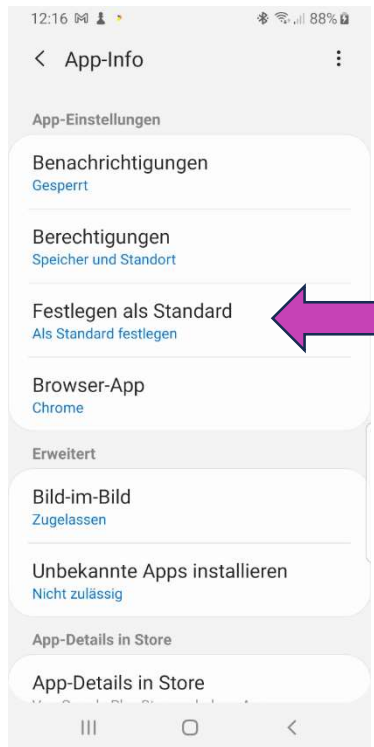 12:16 88%
App-Info
App-Einstellungen
Benachrichtigungen
Gesperrt
Berechtigungen
Speicher und Standort
Festlegen als Standard
Als Standard festlegen
Browser-App
Chrome
Erweitert
Bild-im-Bild
Zugelassen
Unbekannte Apps installieren
Nicht zulässig
App-Details in Store
App-Details in Store